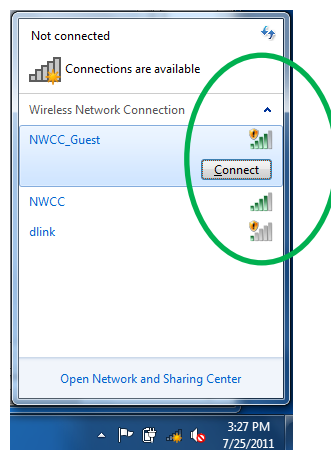 Not connected
Connections are available
Wireless Network Connection
NWCC_Guest
Connect
NWCC
dlink
Open Network and Sharing Center
3:27 PM
7/25/2011